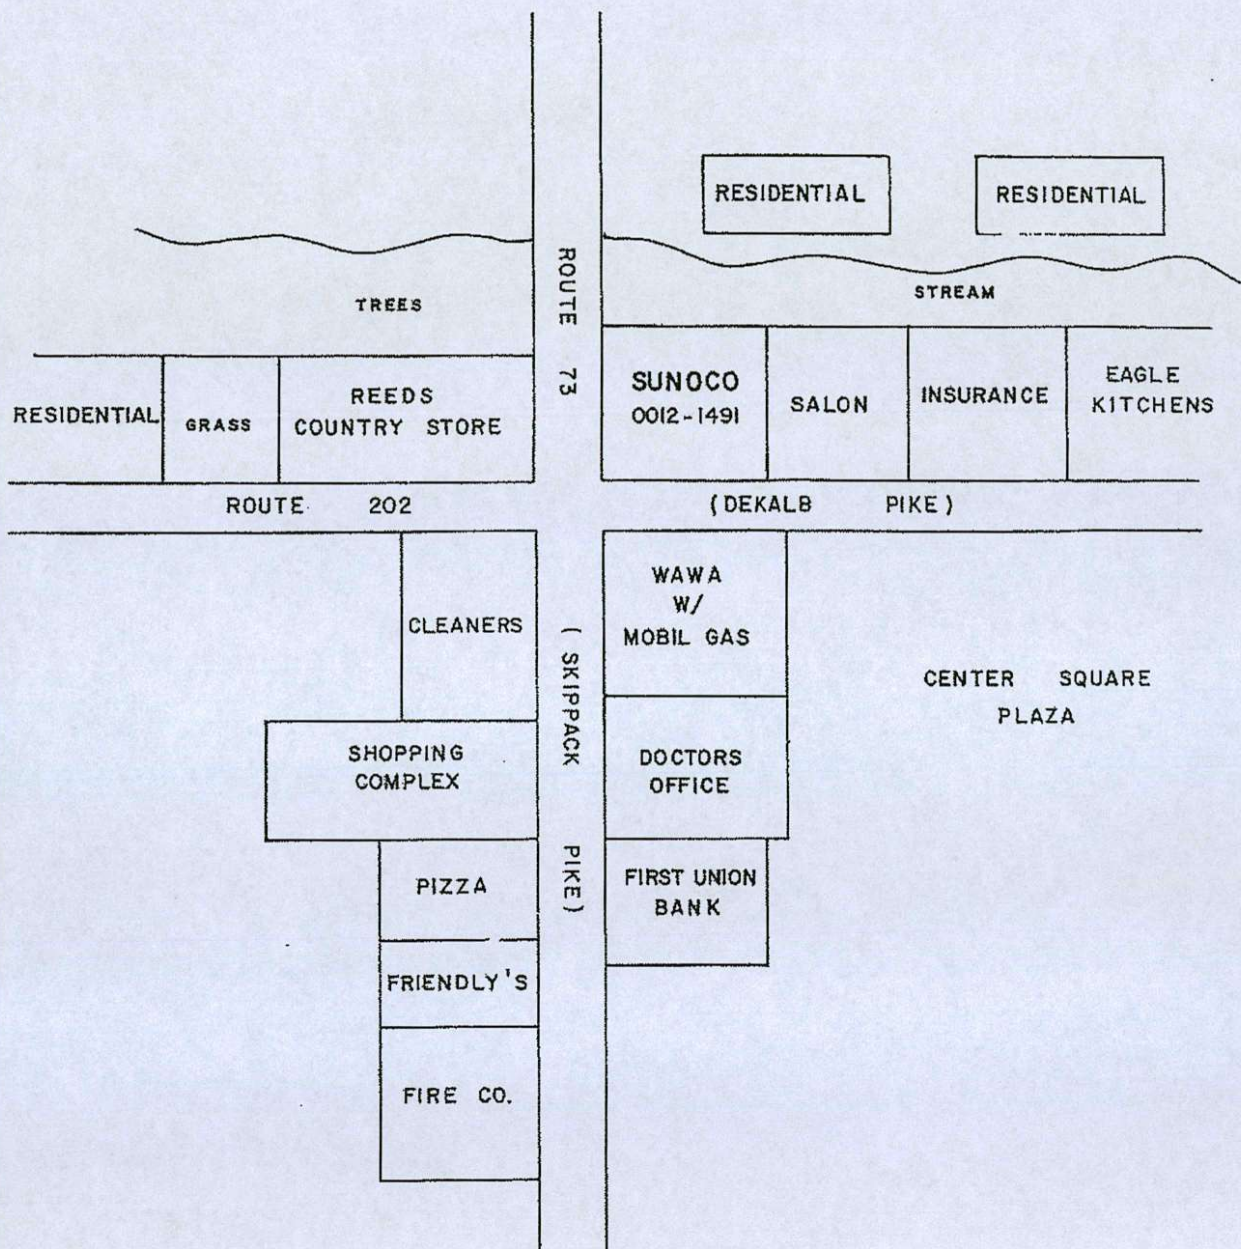 RESIDENTIAL
RESIDENTIAL
STREAM
TREES
ROUTE 73
RESIDENTIAL
GRASS
REEDS
COUNTRY STORE
SUNOCO
0012-1491
SALON
INSURANCE
EAGLE
KITCHENS
ROUTE 202
(DEKALB PIKE)
CLEANERS
(SKIPPACK PIKE)
WAWA
W/
MOBIL GAS
CENTER SQUARE
PLAZA
SHOPPING
COMPLEX
DOCTORS
OFFICE
PIZZA
FIRST UNION
BANK
FRIENDLY'S
FIRE CO.